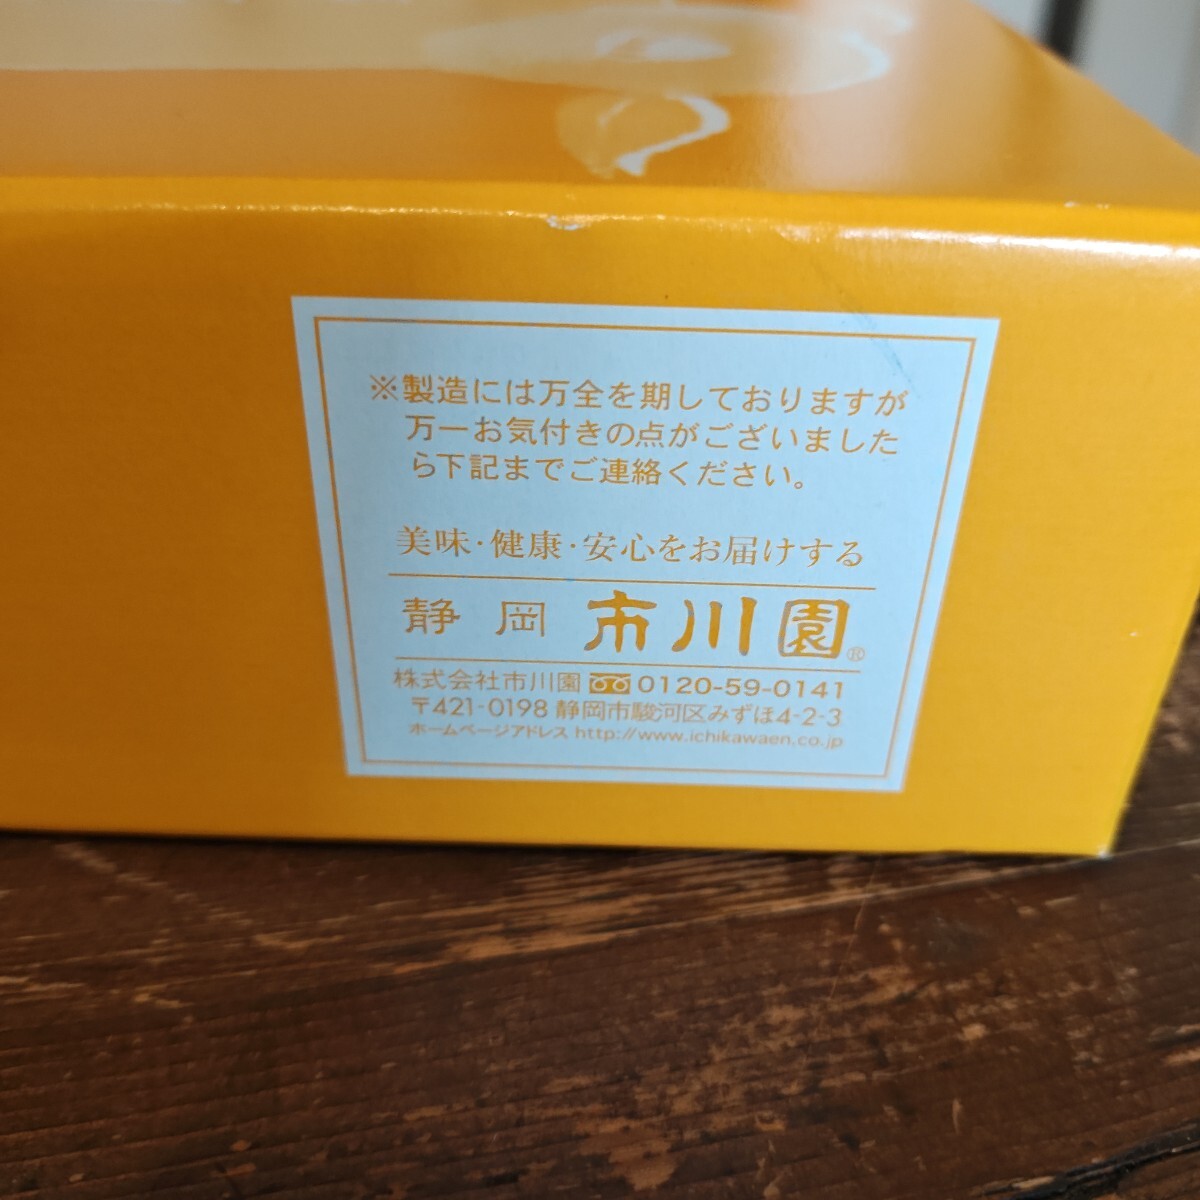 ※製造には万全を期しておりますが
万一お気付きの点がございました
ら下記までご連絡ください。
美味・健康・安心をお届けする
静岡 市川園®
株式会社市川園 0120-59-0141
〒421-0198 静岡市駿河区みずほ4-2-3
ホームページアドレス http://www.ichikawaen.co.jp